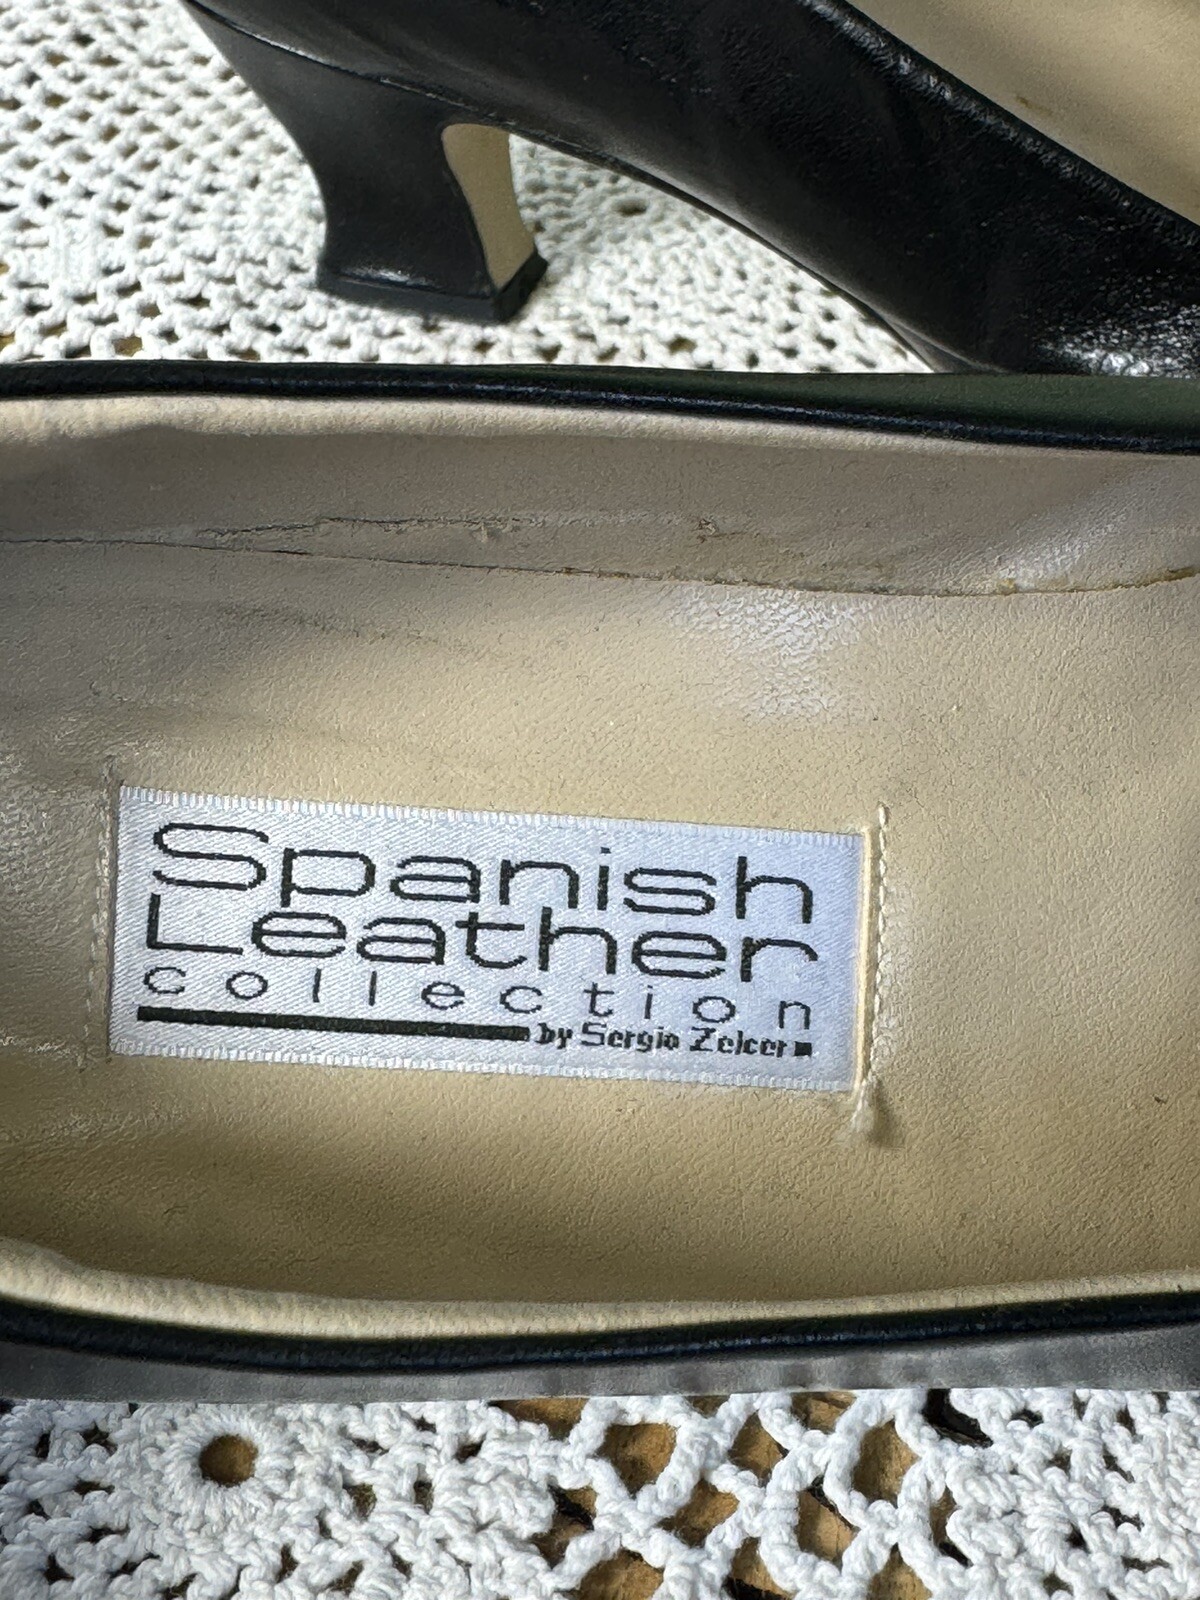 Spanish
Leather
collection
by Sergio Zelcer